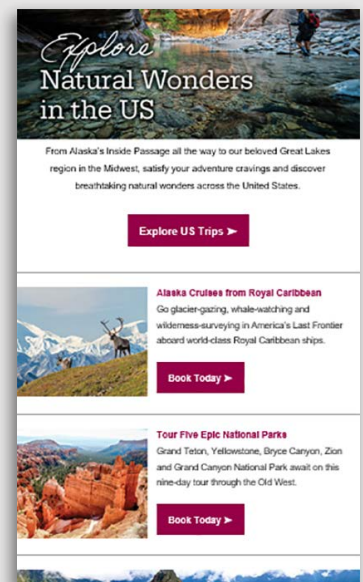 Explore
Natural Wonders
in the US
From Alaska's Inside Passage all the way to our beloved Great Lakes
region in the Midwest, satisfy your adventure cravings and discover
breathtaking natural wonders across the United States.
Explore US Trips ➤
Alaska Cruises from Royal Caribbean
Go glacier-gazing, whale-watching and
wilderness-surveying in America's Last Frontier
aboard world-class Royal Caribbean ships.
Book Today ➤
Tour Five Epic National Parks
Grand Teton, Yellowstone, Bryce Canyon, Zion
and Grand Canyon National Park await on this
nine-day tour through the Old West.
Book Today ➤